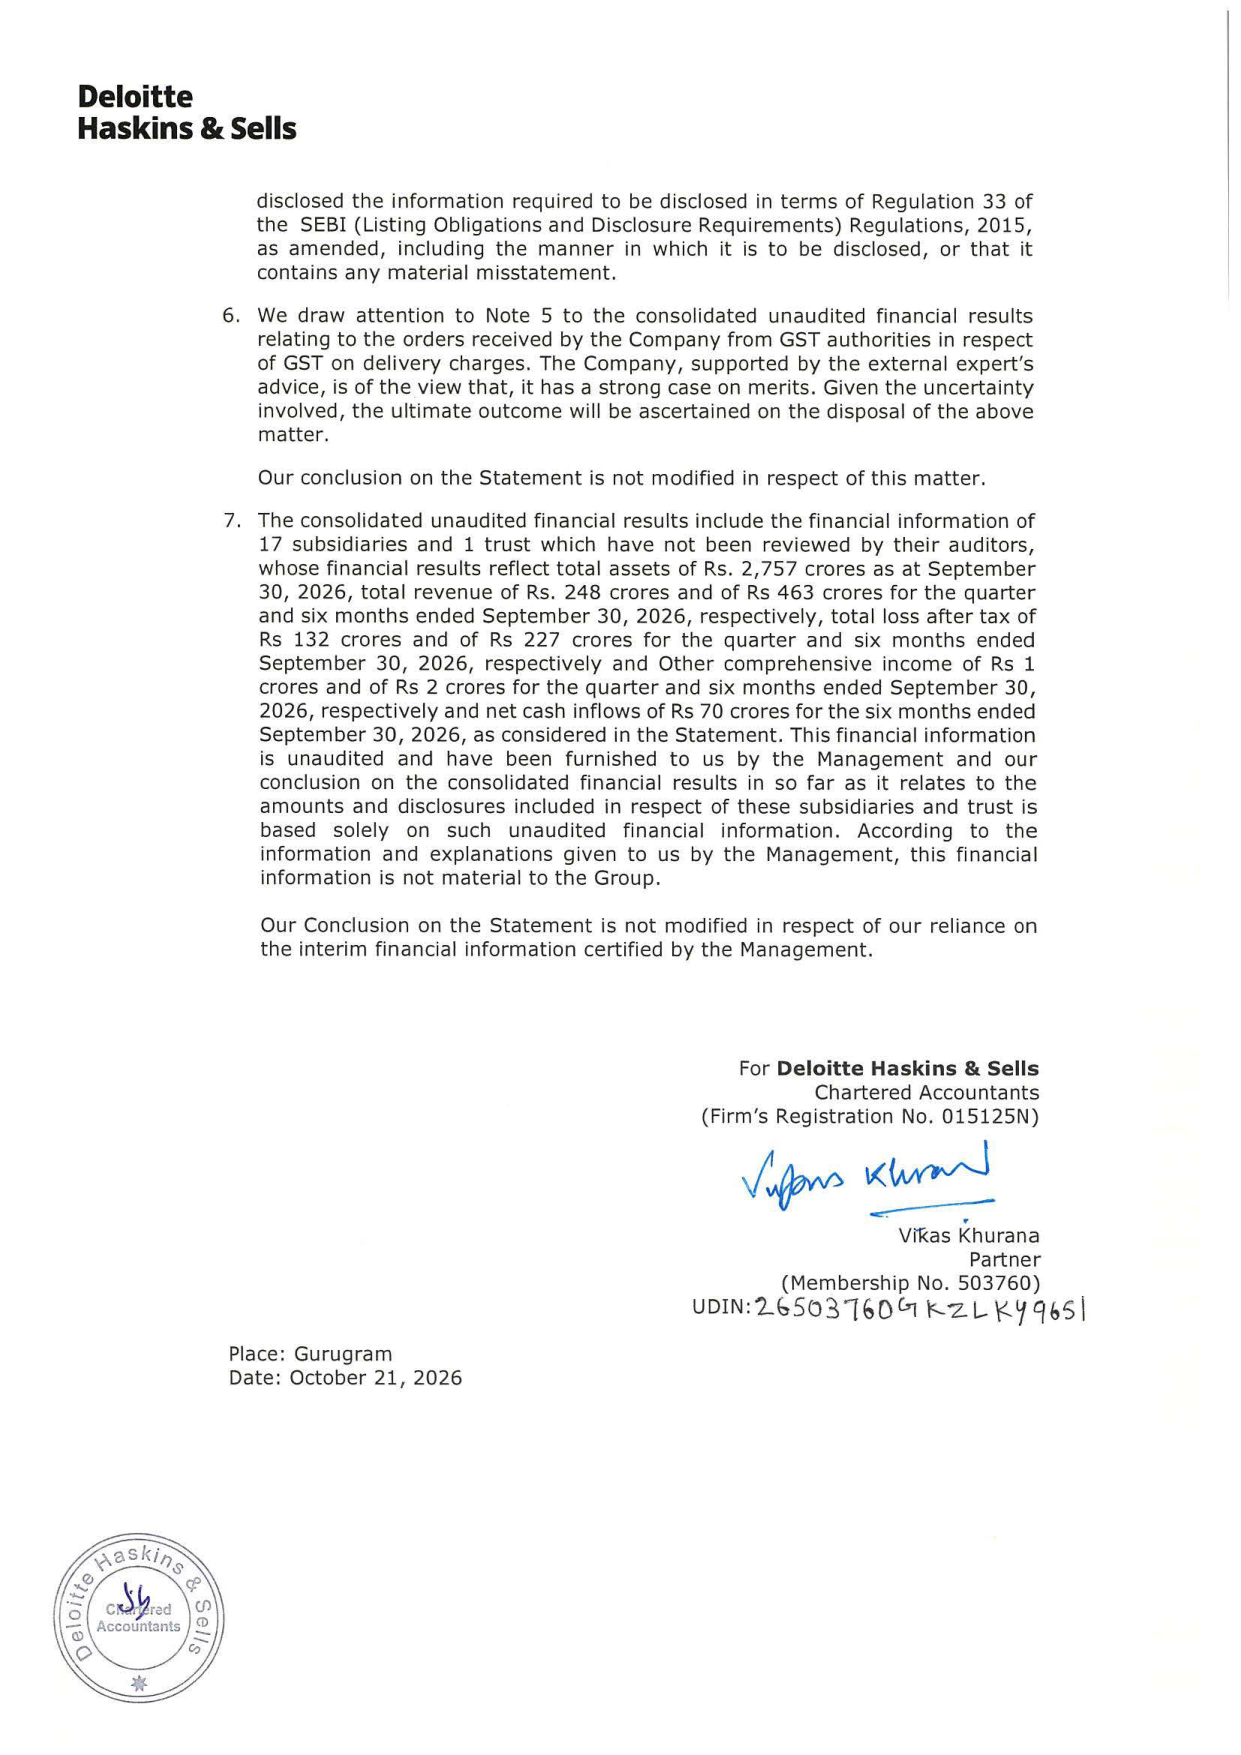 Deloitte
Haskins & Sells
disclosed the information required to be disclosed in terms of Regulation 33 of
the SEBI (Listing Obligations and Disclosure Requirements) Regulations, 2015,
as amended, including the manner in which it is to be disclosed, or that it
contains any material misstatement.
6. We draw attention to Note 5 to the consolidated unaudited financial results
relating to the orders received by the Company from GST authorities in respect
of GST on delivery charges. The Company, supported by the external expert's
advice, is of the view that, it has a strong case on merits. Given the uncertainty
involved, the ultimate outcome will be ascertained on the disposal of the above
matter.
Our conclusion on the Statement is not modified in respect of this matter.
7. The consolidated unaudited financial results include the financial information of
17 subsidiaries and 1 trust which have not been reviewed by their auditors,
whose financial results reflect total assets of Rs. 2,757 crores as at September
30, 2026, total revenue of Rs. 248 crores and of Rs 463 crores for the quarter
and six months ended September 30, 2026, respectively, total loss after tax of
Rs 132 crores and of Rs 227 crores for the quarter and six months ended
September 30, 2026, respectively and Other comprehensive income of Rs 1
crores and of Rs 2 crores for the quarter and six months ended September 30,
2026, respectively and net cash inflows of Rs 70 crores for the six months ended
September 30, 2026, as considered in the Statement. This financial information
is unaudited and have been furnished to us by the Management and our
conclusion on the consolidated financial results in so far as it relates to the
amounts and disclosures included in respect of these subsidiaries and trust is
based solely on such unaudited financial information. According to the
information and explanations given to us by the Management, this financial
information is not material to the Group.
Our Conclusion on the Statement is not modified in respect of our reliance on
the interim financial information certified by the Management.
For Deloitte Haskins & Sells
Chartered Accountants
(Firm's Registration No. 015125N)
Vikas Khurana
Partner
(Membership No. 503760)
UDIN: 26503760GKZLKY9651
Place: Gurugram
Date: October 21, 2026
Deloitte Haskins & Sells
Chartered
Accountants